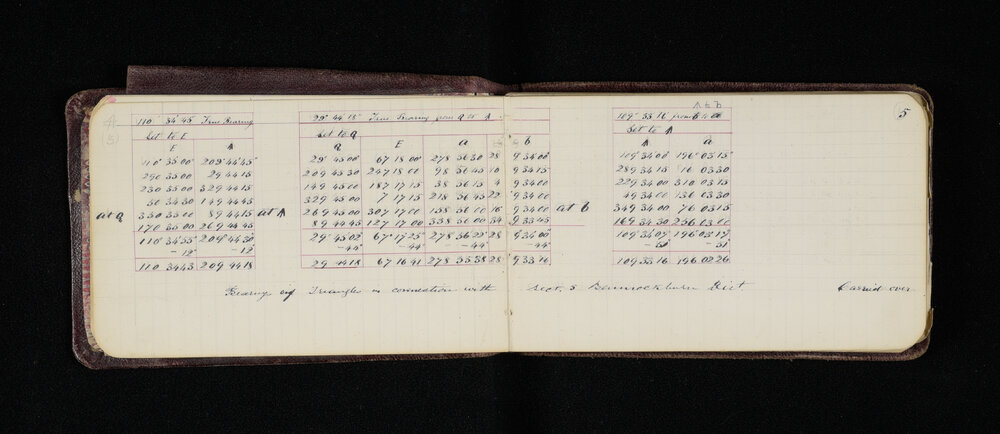 110° 34' 45" True Bearing
Set to E
E A
110° 35' 00" 209° 44' 45"
290 35 00 29 44 15
230 35 00 329 44 15
50 34 30 149 44 45
at Q 350 35 00 89 44 15
170 35 00 269 44 45
110° 34' 55" 209° 44' 30"
-12" -12"
110 34 43 209 44 18
29° 44' 18" True bearing from Q to A
Set to Q
Q E a b
29° 45' 00" 67 18 00 278 56 30 28 9 34 00
209 45 30 247 18 00 98 56 45 10 9 34 15
149 45 00 187 17 15 38 56 15 4 9 34 00
329 45 00 7 17 15 218 56 45 22 9 34 00
at A 269 45 00 307 17 00 158 56 00 16 9 34 00
89 44 45 127 17 00 338 56 00 34 9 33 45
29° 45' 02" 67° 17' 25" 278° 56' 22" 28 9 34 00
-44" -44" -44" -44"
29 44 18 67 16 41 278 55 38 28 9 33 16
109° 33' 16" from b to A
Set to A
A a
109° 34' 00" 196° 03' 15"
289 34 15 16 03 30
229 34 00 316 03 15
49 34 00 136 03 30
at b 349 34 00 76 03 15
169 34 30 256 03 00
109° 34' 07" 196° 03' 17"
-51"
109 33 16 196 02 26
Bearing of Triangles in connection with Sect. 5 Bannockburn Dist. Carried over
5